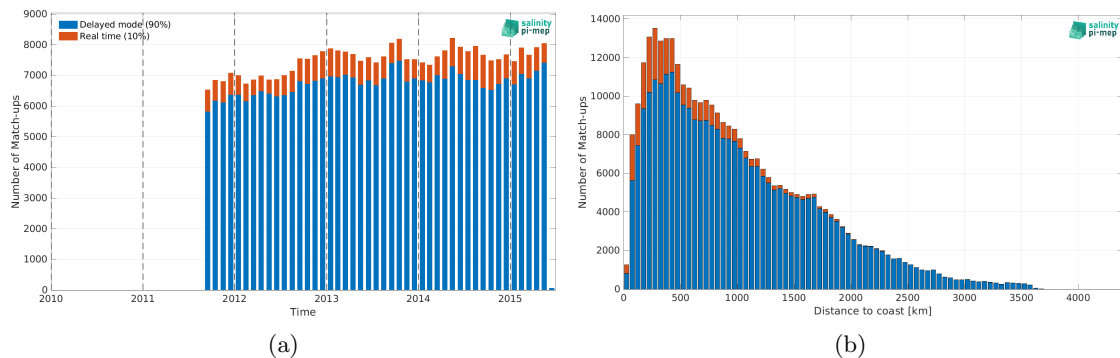 Delayed mode (90%)
Real time (10%)
salinity
pi-mep
Number of Match-ups
9000
8000
7000
6000
5000
4000
3000
2000
1000
0
2010 2011 2012 2013 2014 2015
Time
(a)
salinity
pi-mep
Number of Match-ups
14000
12000
10000
8000
6000
4000
2000
0
0 500 1000 1500 2000 2500 3000 3500 4000
Distance to coast [km]
(b)